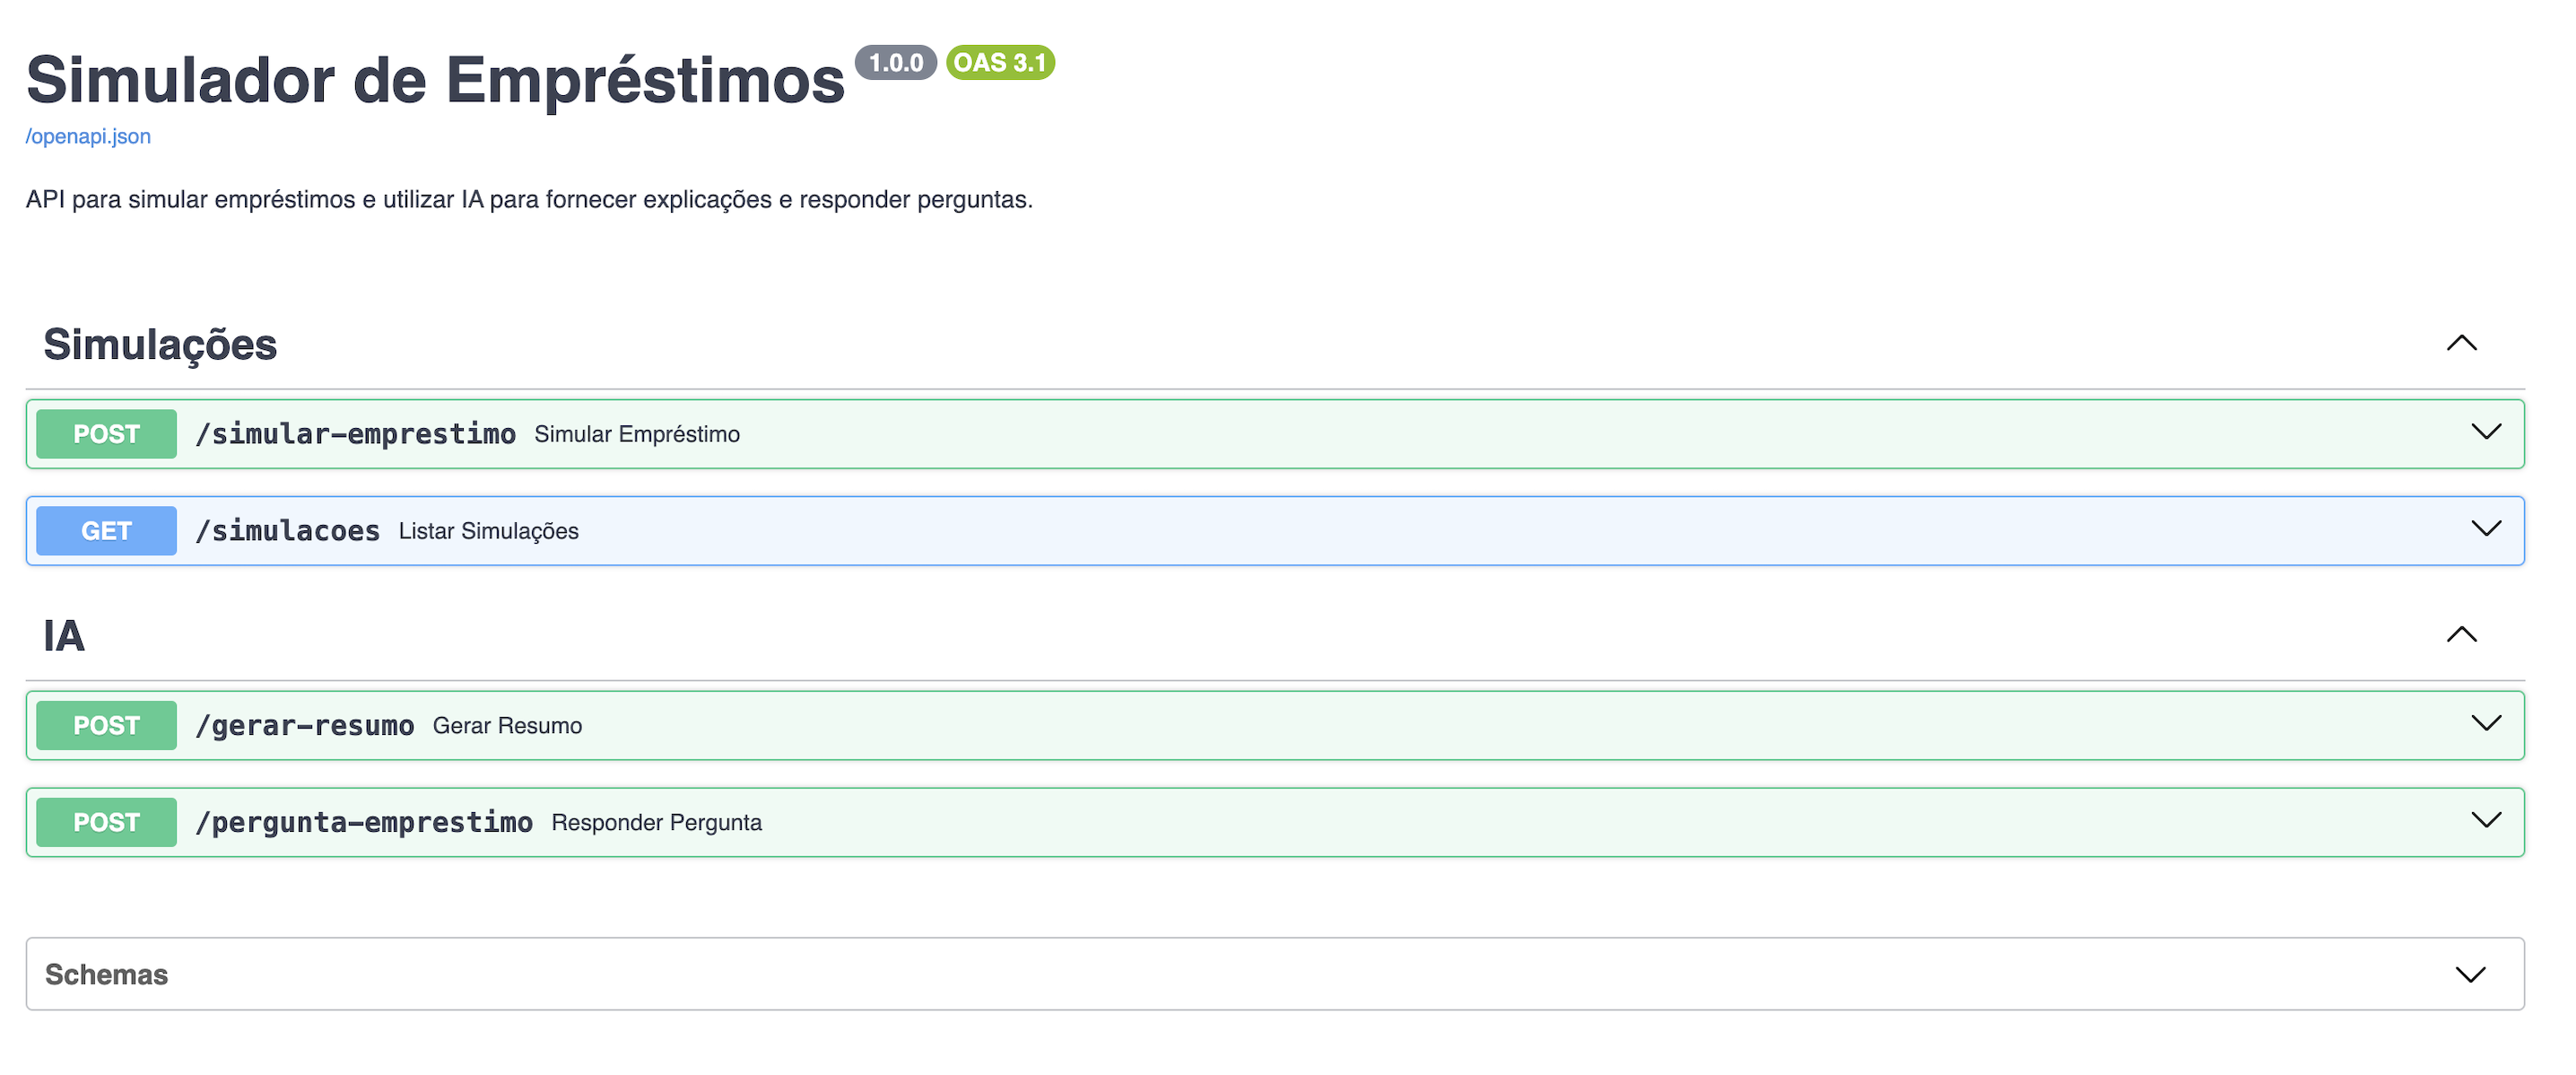 Simulador de Empréstimos 1.0.0 OAS 3.1
/openapi.json
API para simular empréstimos e utilizar IA para fornecer explicações e responder perguntas.
Simulações
POST /simular-emprestimo Simular Empréstimo
GET /simulacoes Listar Simulações
IA
POST /gerar-resumo Gerar Resumo
POST /pergunta-emprestimo Responder Pergunta
Schemas